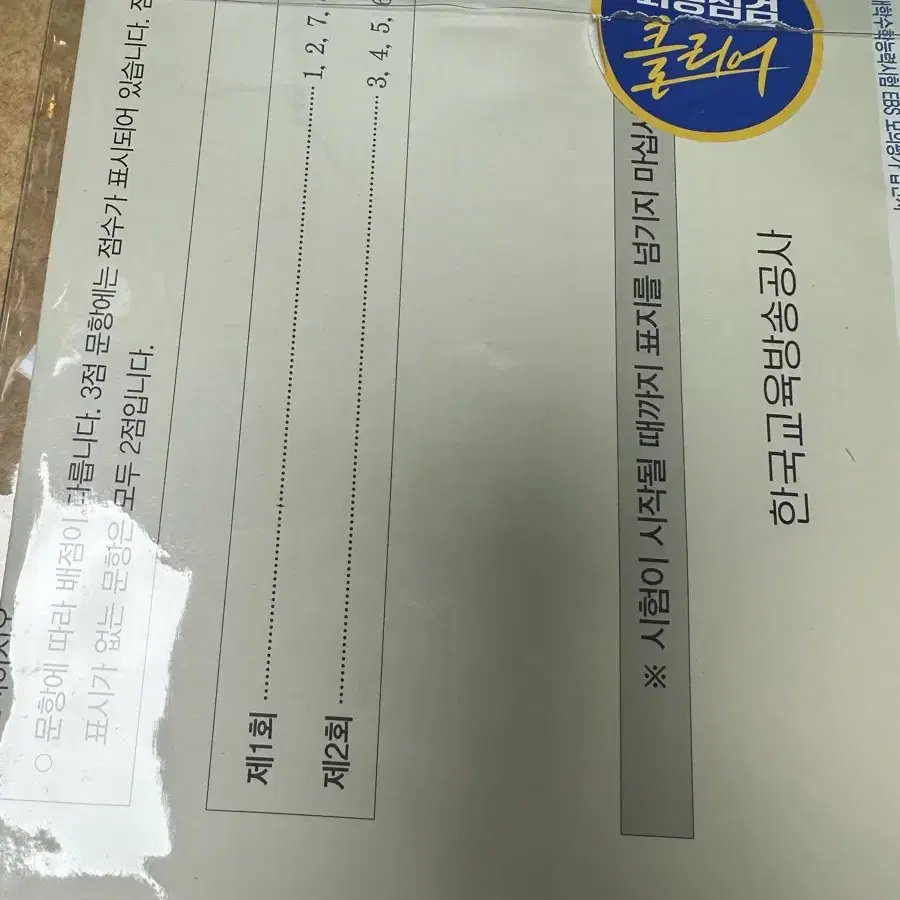 문항에 따라 배점이 다릅니다. 3점 문항에는 점수가 표시되어 있습니다.
표시가 없는 문항은 모두 2점입니다.
제1회 1, 2, 7,
제2회 3, 4, 5, 6
※ 시험이 시작될 때까지 표지를 넘기지 마십시
한국교육방송공사
클리어